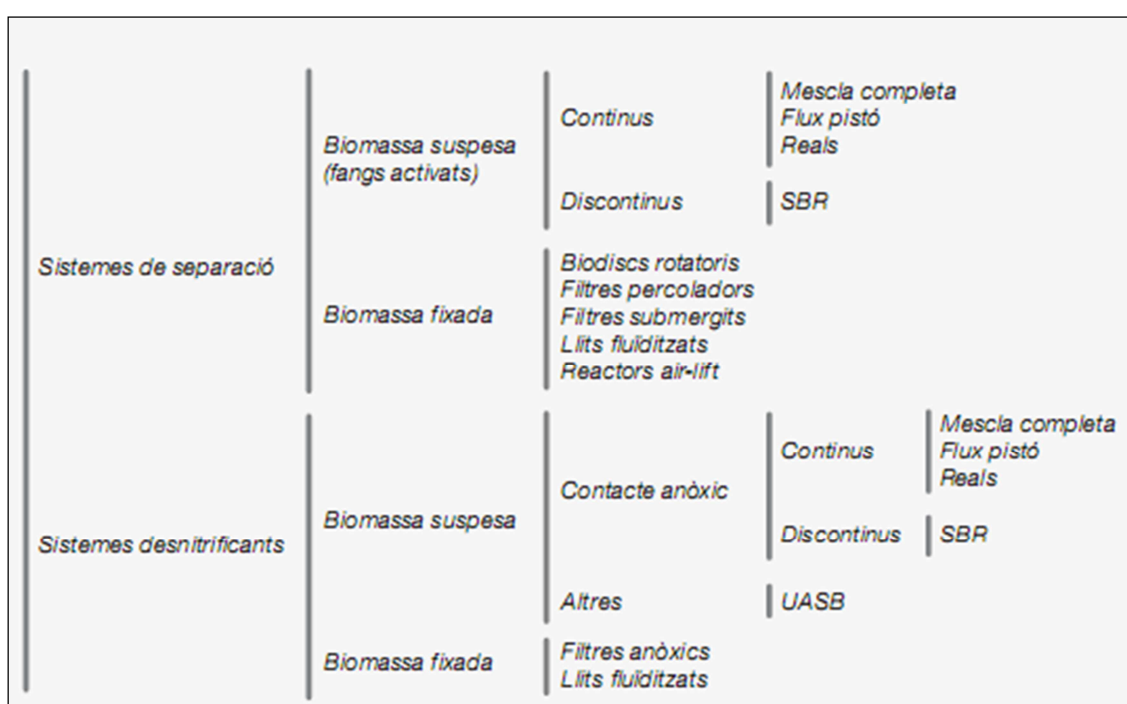 Sistemes de separació
Biomassa suspesa
(fangs activats)
Continus
Mescla completa
Flux pistó
Reals
Discontinus
SBR
Biomassa fixada
Biodiscs rotatoris
Filtres percoladors
Filtres submergits
Llits fluïditzats
Reactors air-lift
Sistemes desnitrificants
Biomassa suspesa
Contacte anòxic
Continus
Mescla completa
Flux pistó
Reals
Discontinus
SBR
Altres
UASB
Biomassa fixada
Filtres anòxics
Llits fluïditzats